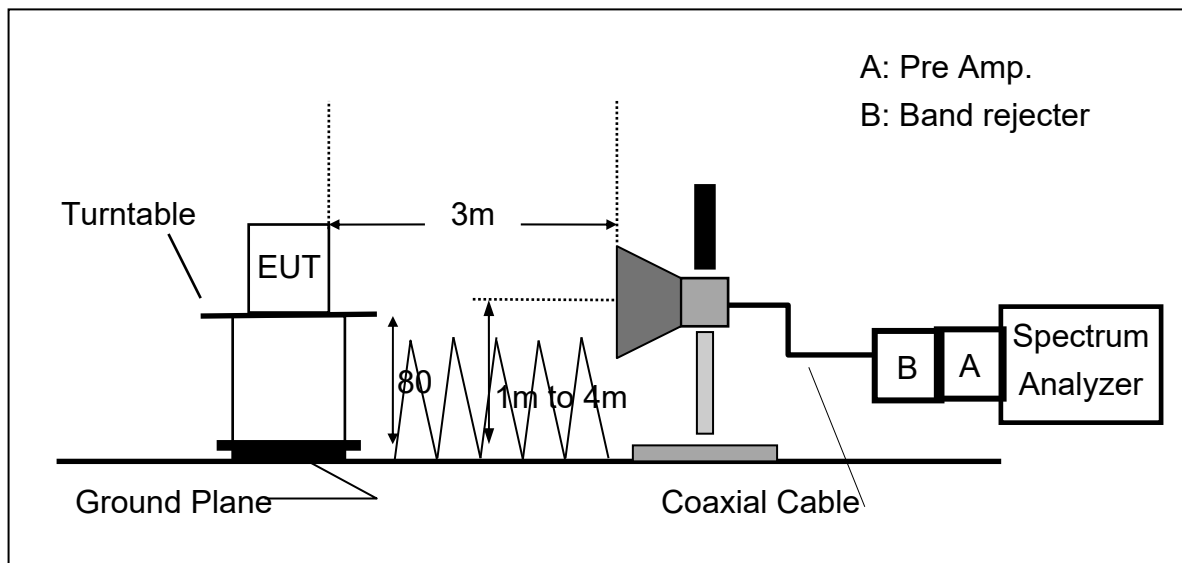 A: Pre Amp.
B: Band rejecter
Turntable
3m
EUT
80
1m to 4m
B
A
Spectrum
Analyzer
Ground Plane
Coaxial Cable